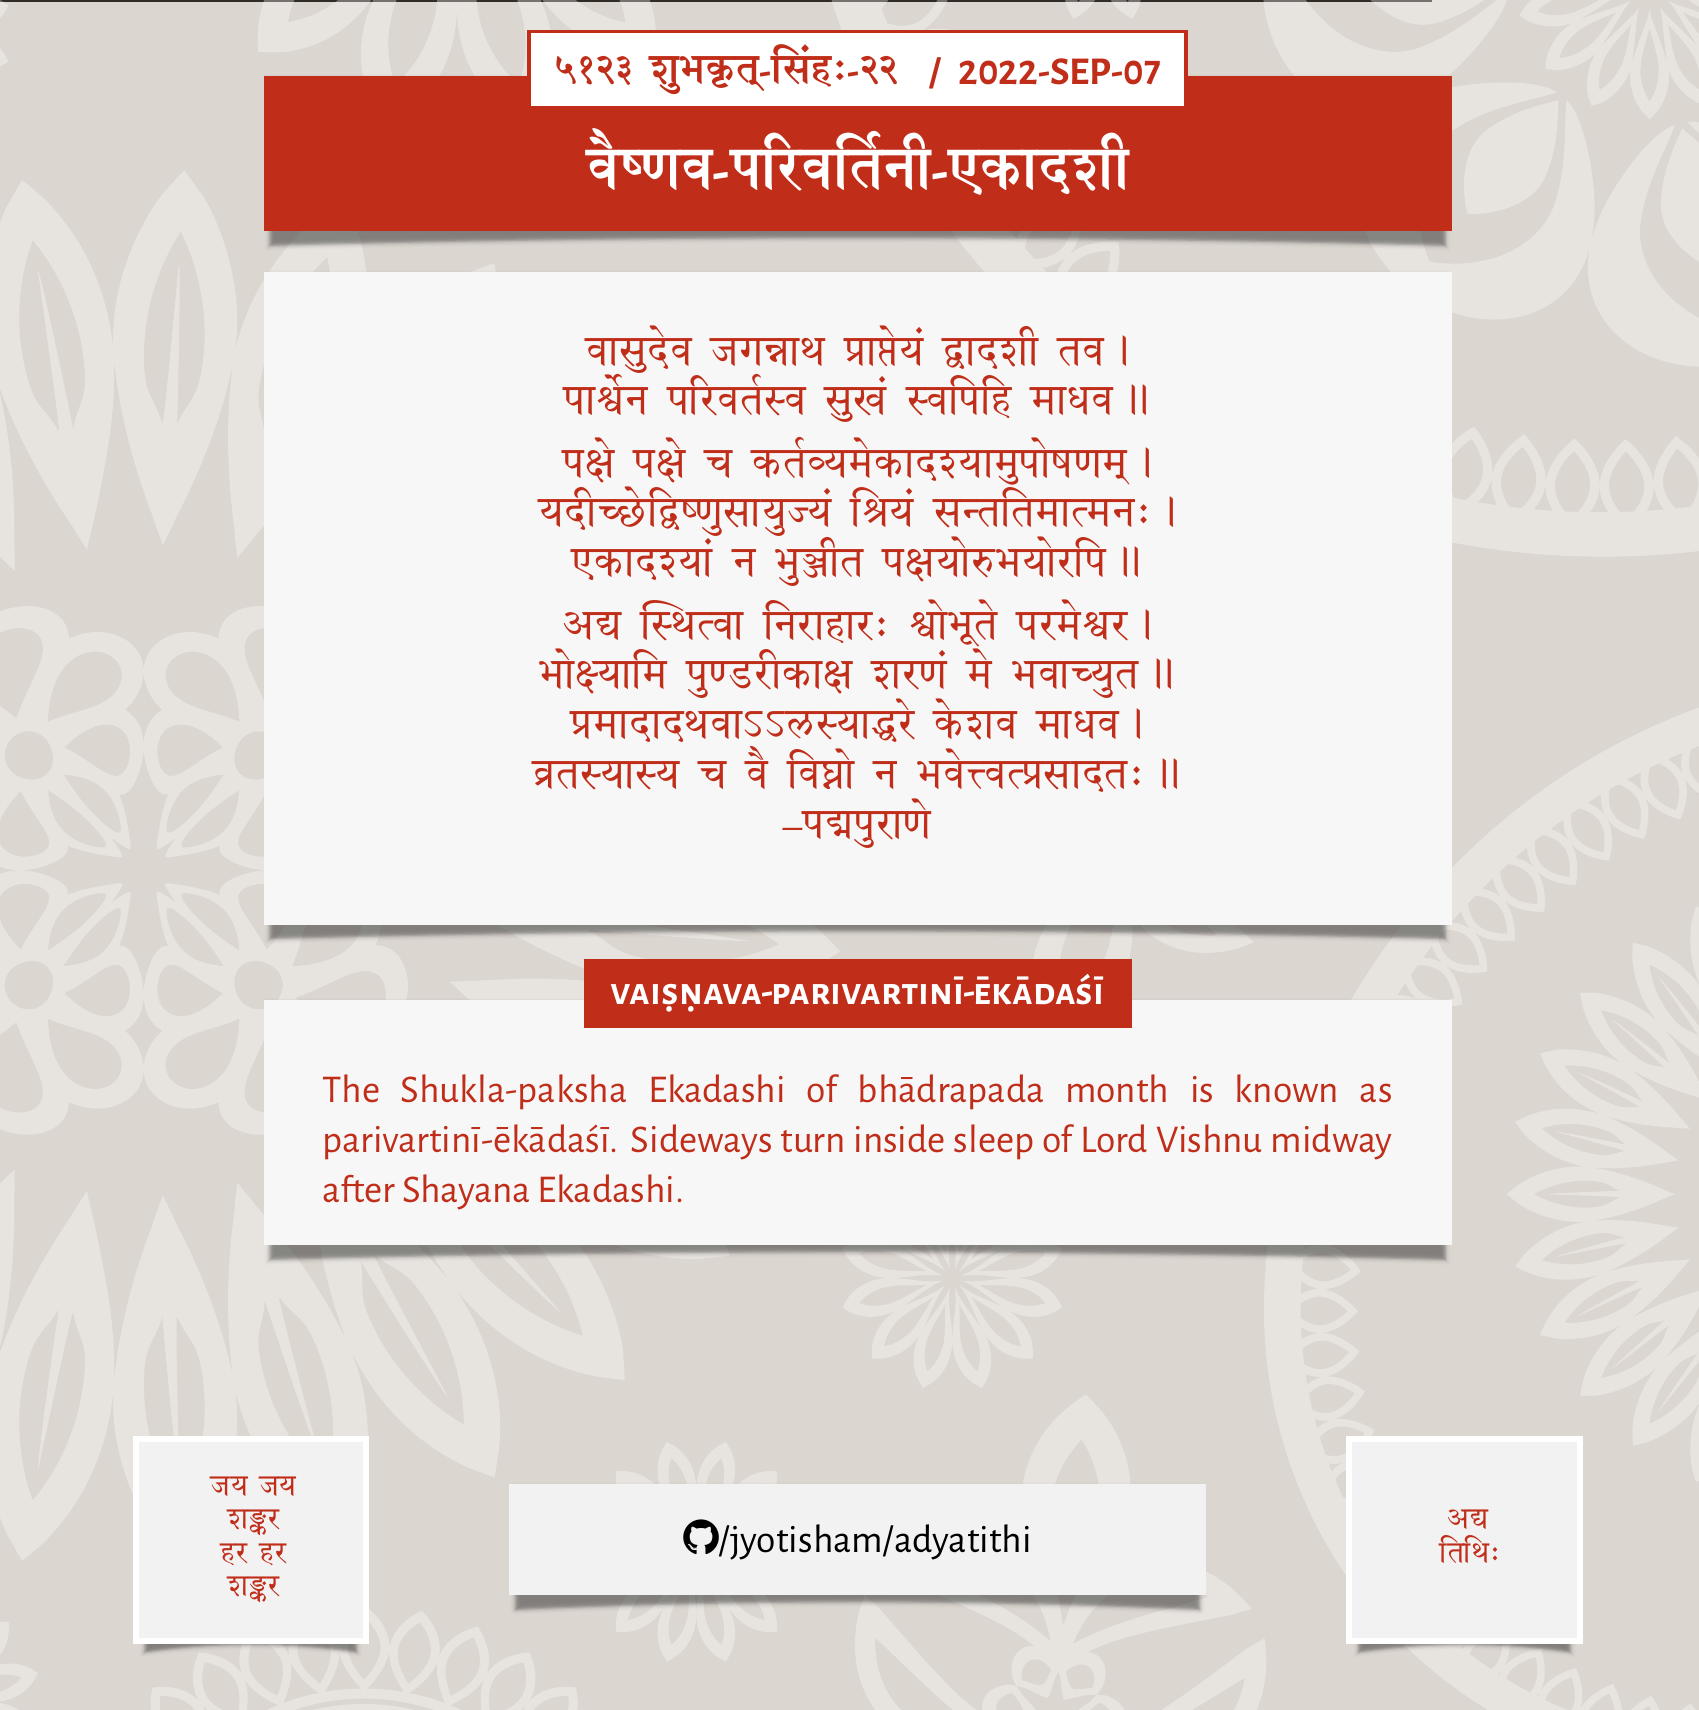 ५१२३ शुभकृत्-सिंहः-२२ / 2022-SEP-07
वैष्णव-परिवर्तिनी-एकादशी
वासुदेव जगन्नाथ प्राप्तेयं द्वादशी तव ।
पार्श्वेन परिवर्तस्व सुखं स्वपिहि माधव ॥
पक्षे पक्षे च कर्तव्यमेकादश्यामुपोषणम् ।
यदीच्छेद्विष्णुसायुज्यं श्रियं सन्ततिमात्मनः ।
एकादश्यां न भुञ्जीत पक्षयोरुभयोरपि ॥
अद्य स्थित्वा निराहारः श्वोभूते परमेश्वर ।
भोक्ष्यामि पुण्डरीकाक्ष शरणं मे भवाच्युत ॥
प्रमादादथवाऽऽलस्याद्धरे केशव माधव ।
व्रतस्यास्य च वै विघ्नो न भवेत्त्वत्प्रसादतः ॥
–पद्मपुराणे
VAIṢṆAVA-PARIVARTINĪ-ĒKĀDAŚĪ
The Shukla-paksha Ekadashi of bhādrapada month is known as
parivartinī-ēkādaśī. Sideways turn inside sleep of Lord Vishnu midway
after Shayana Ekadashi.
जय जय
शङ्कर
हर हर
शङ्कर
/jyotisham/adyatithi
अद्य
तिथिः